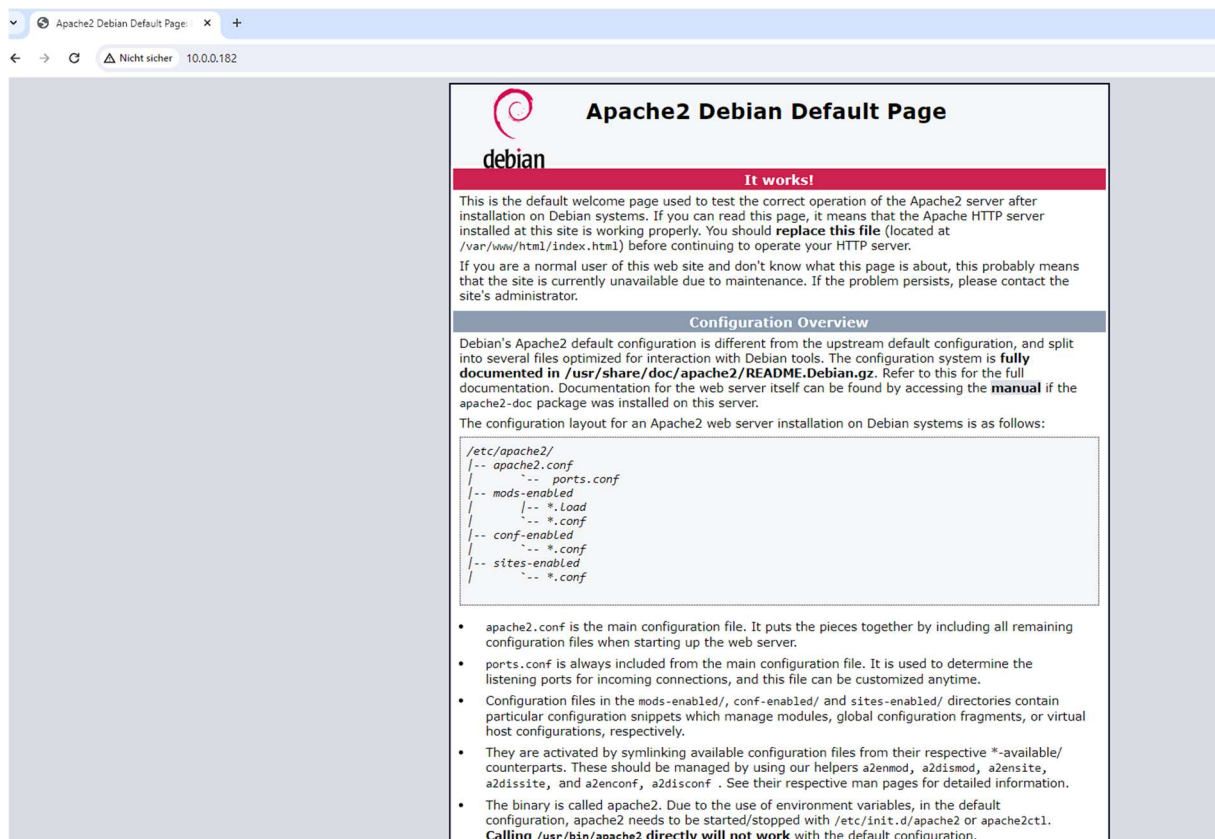 Apache2 Debian Default Page:
Nicht sicher 10.0.0.182
Apache2 Debian Default Page
debian
It works!
This is the default welcome page used to test the correct operation of the Apache2 server after
installation on Debian systems. If you can read this page, it means that the Apache HTTP server
installed at this site is working properly. You should replace this file (located at
/var/www/html/index.html) before continuing to operate your HTTP server.
If you are a normal user of this web site and don't know what this page is about, this probably means
that the site is currently unavailable due to maintenance. If the problem persists, please contact the
site's administrator.
Configuration Overview
Debian's Apache2 default configuration is different from the upstream default configuration, and split
into several files optimized for interaction with Debian tools. The configuration system is fully
documented in /usr/share/doc/apache2/README.Debian.gz. Refer to this for the full
documentation. Documentation for the web server itself can be found by accessing the manual if the
apache2-doc package was installed on this server.
The configuration layout for an Apache2 web server installation on Debian systems is as follows:
/etc/apache2/
|-- apache2.conf
|       `--  ports.conf
|-- mods-enabled
|       |-- *.load
|       `-- *.conf
|-- conf-enabled
|       `-- *.conf
|-- sites-enabled
|       `-- *.conf
• apache2.conf is the main configuration file. It puts the pieces together by including all remaining
configuration files when starting up the web server.
• ports.conf is always included from the main configuration file. It is used to determine the
listening ports for incoming connections, and this file can be customized anytime.
• Configuration files in the mods-enabled/, conf-enabled/ and sites-enabled/ directories contain
particular configuration snippets which manage modules, global configuration fragments, or virtual
host configurations, respectively.
• They are activated by symlinking available configuration files from their respective *-available/
counterparts. These should be managed by using our helpers a2enmod, a2dismod, a2ensite,
a2dissite, and a2enconf, a2disconf . See their respective man pages for detailed information.
• The binary is called apache2. Due to the use of environment variables, in the default
configuration, apache2 needs to be started/stopped with /etc/init.d/apache2 or apache2ctl.
Calling /usr/bin/apache2 directly will not work with the default configuration.